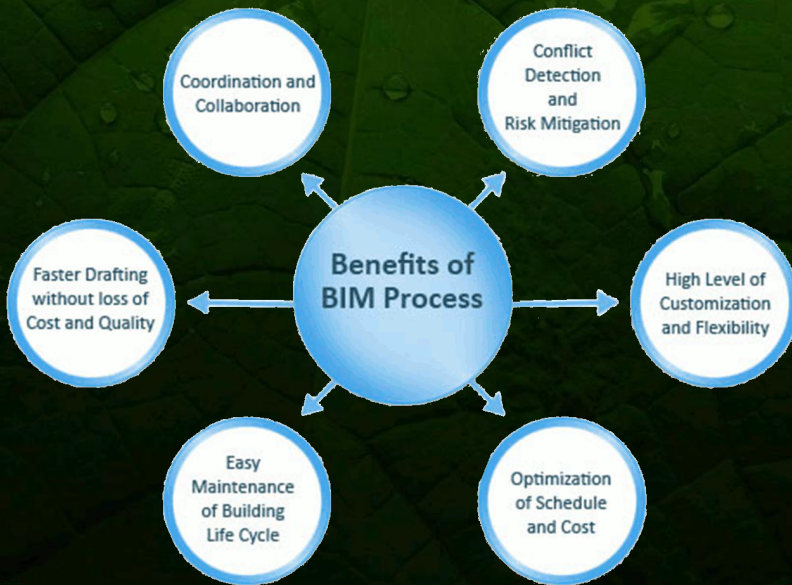 Coordination and
Collaboration
Conflict
Detection
and
Risk Mitigation
Benefits of
BIM Process
Faster Drafting
without loss of
Cost and Quality
High Level of
Customization
and Flexibility
Easy
Maintenance
of Building
Life Cycle
Optimization
of Schedule
and Cost